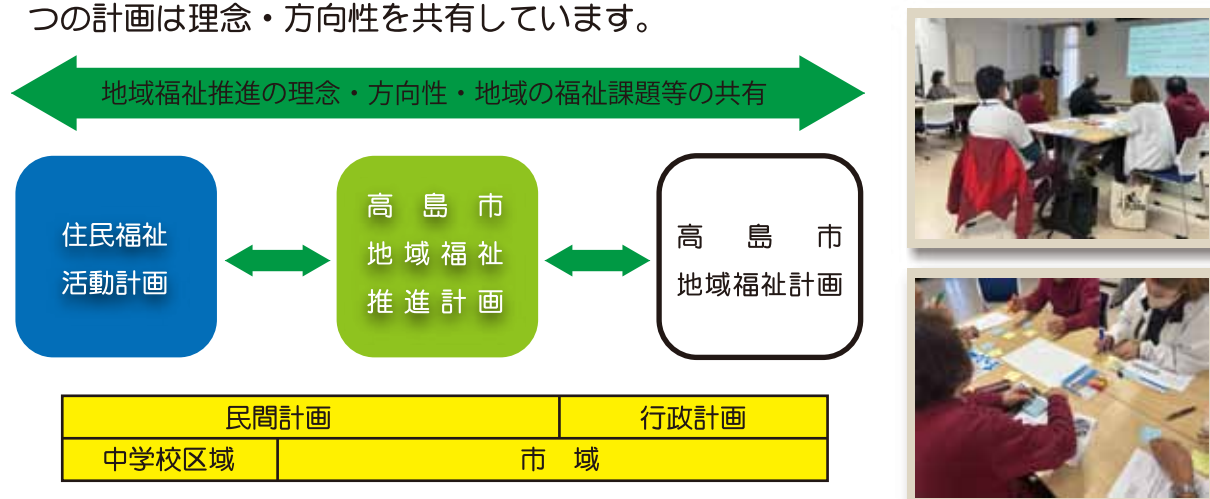 つの計画は理念・方向性を共有しています。
地域福祉推進の理念・方向性・地域の福祉課題等の共有
住民福祉
活動計画
高島市
地域福祉
推進計画
高島市
地域福祉計画
民間計画 行政計画
中学校区域 市域